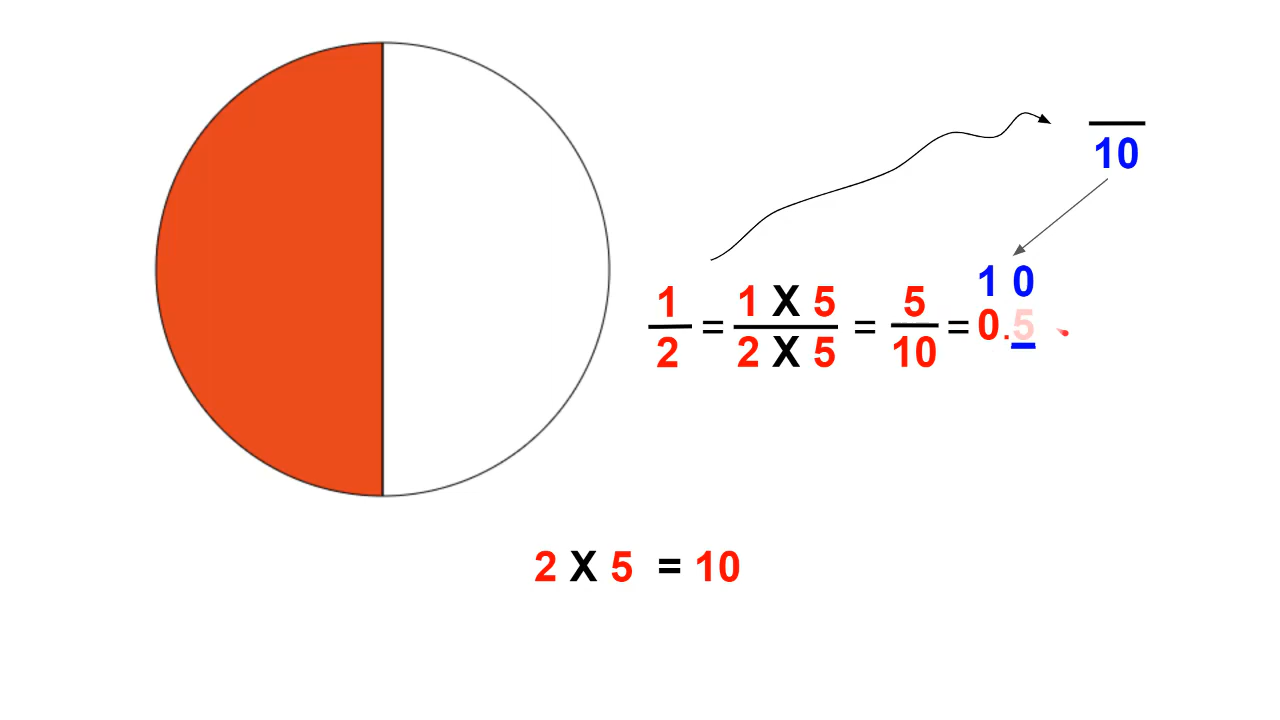 10
1 0
1/2 = 1 X 5/2 X 5 = 5/10 = 0.5
2 X 5 = 10